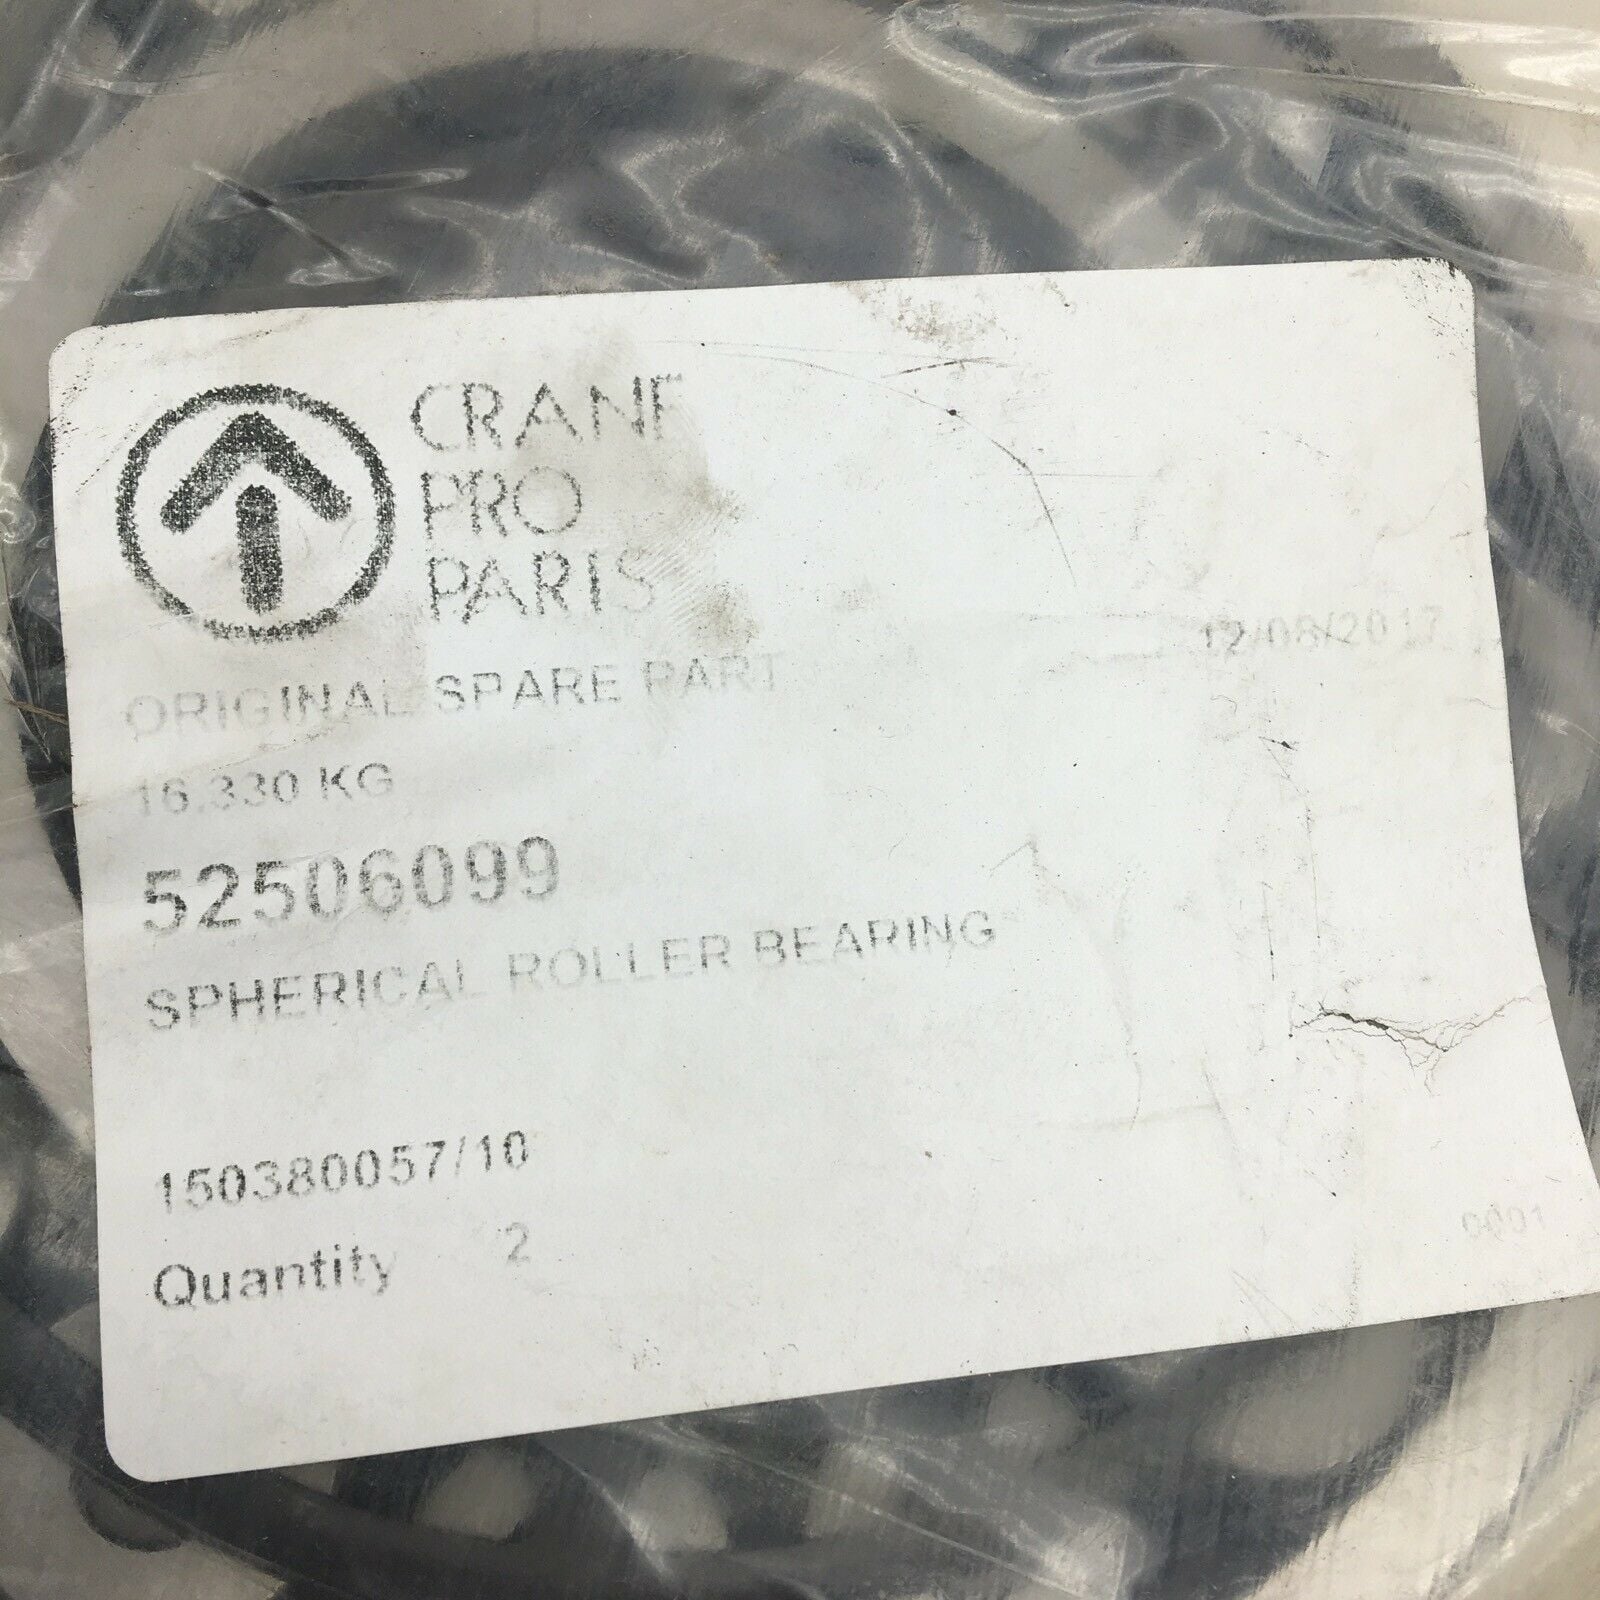 CRANE
PRO
PARTS
12/06/2017
ORIGINAL SPARE PART
16.330 KG
52506099
SPHERICAL ROLLER BEARING
150380057/10
Quantity 2
0001